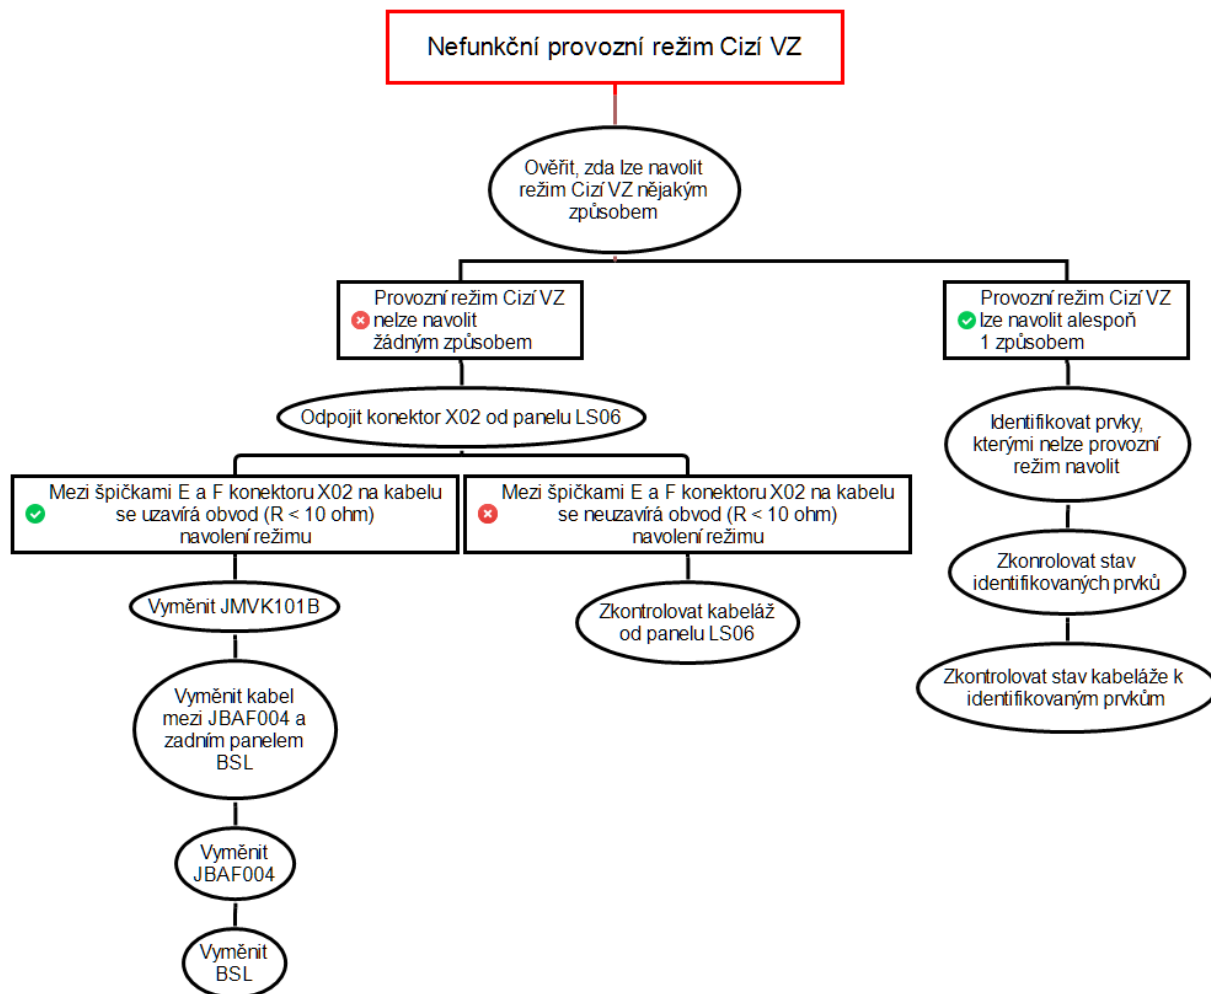 Nefunkční provozní režim Cizí VZ
Ověřit, zda lze navolit
režim Cizí VZ nějakým
způsobem
Provozní režim Cizí VZ
nelze navolit
žádným způsobem
Provozní režim Cizí VZ
lze navolit alespoň
1 způsobem
Odpojit konektor X02 od panelu LS06
Identifikovat prvky,
kterými nelze provozní
režim navolit
Mezi špičkami E a F konektoru X02 na kabelu
se uzavírá obvod (R < 10 ohm)
navolení režimu
Mezi špičkami E a F konektoru X02 na kabelu
se neuzavírá obvod (R < 10 ohm)
navolení režimu
Zkonrolovat stav
identifikovaných prvků
Vyměnit JMVK101B
Zkontrolovat kabeláž
od panelu LS06
Zkontrolovat stav kabeláže k
identifikovaným prvkům
Vyměnit kabel
mezi JBAF004 a
zadním panelem
BSL
Vyměnit
JBAF004
Vyměnit
BSL